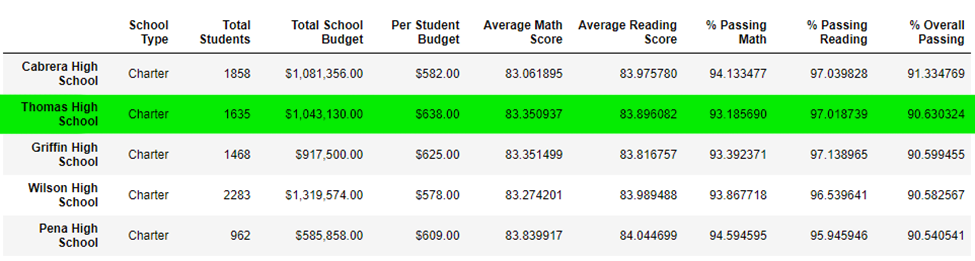 School Type Total Students Total School Budget Per Student Budget Average Math Score Average Reading Score % Passing Math % Passing Reading % Overall Passing
Cabrera High School Charter 1858 $1,081,356.00 $582.00 83.061895 83.975780 94.133477 97.039828 91.334769
Thomas High School Charter 1635 $1,043,130.00 $638.00 83.350937 83.896082 93.185690 97.018739 90.630324
Griffin High School Charter 1468 $917,500.00 $625.00 83.351499 83.816757 93.392371 97.138965 90.599455
Wilson High School Charter 2283 $1,319,574.00 $578.00 83.274201 83.989488 93.867718 96.539641 90.582567
Pena High School Charter 962 $585,858.00 $609.00 83.839917 84.044699 94.594595 95.945946 90.540541